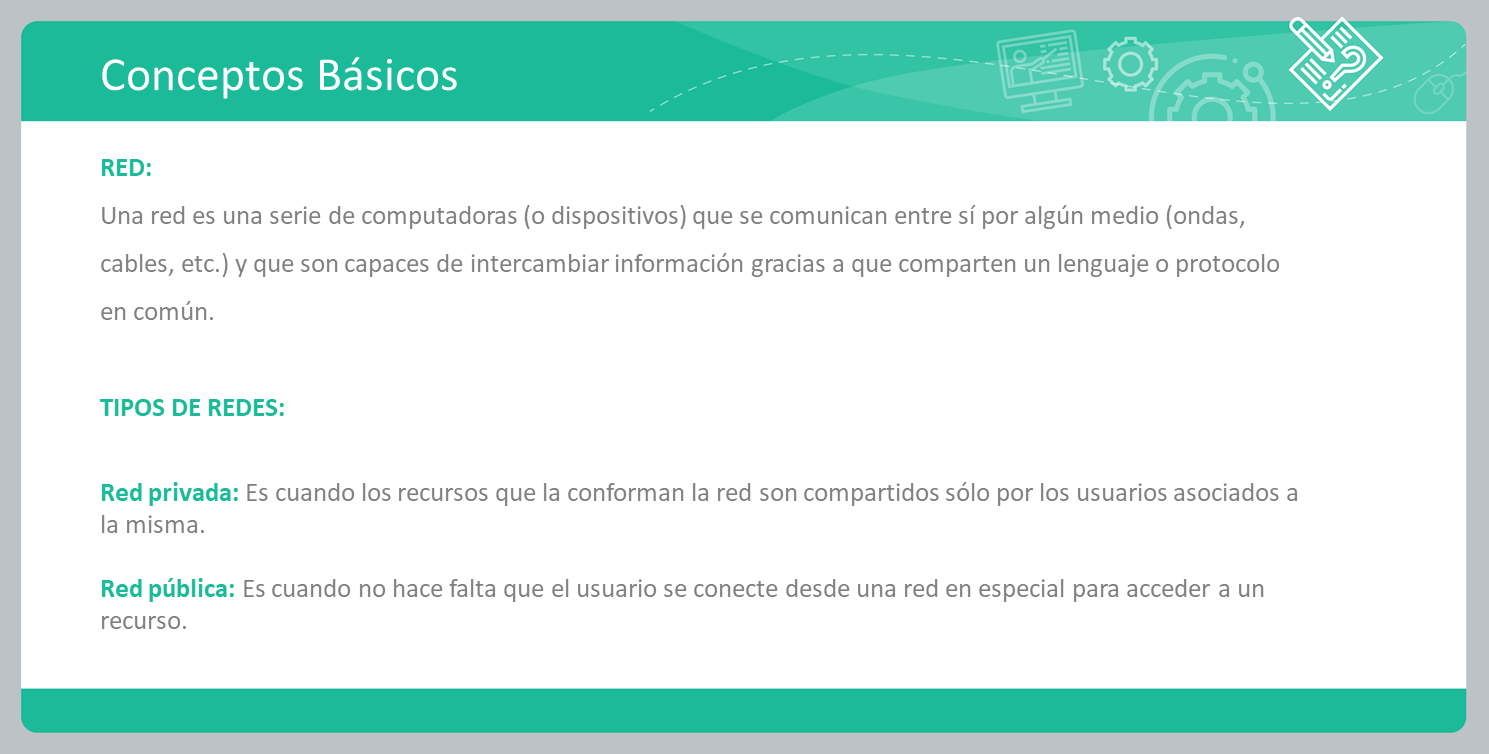 Conceptos Básicos
RED:
Una red es una serie de computadoras (o dispositivos) que se comunican entre sí por algún medio (ondas,
cables, etc.) y que son capaces de intercambiar información gracias a que comparten un lenguaje o protocolo
en común.
TIPOS DE REDES:
Red privada: Es cuando los recursos que la conforman la red son compartidos sólo por los usuarios asociados a
la misma.
Red pública: Es cuando no hace falta que el usuario se conecte desde una red en especial para acceder a un
recurso.